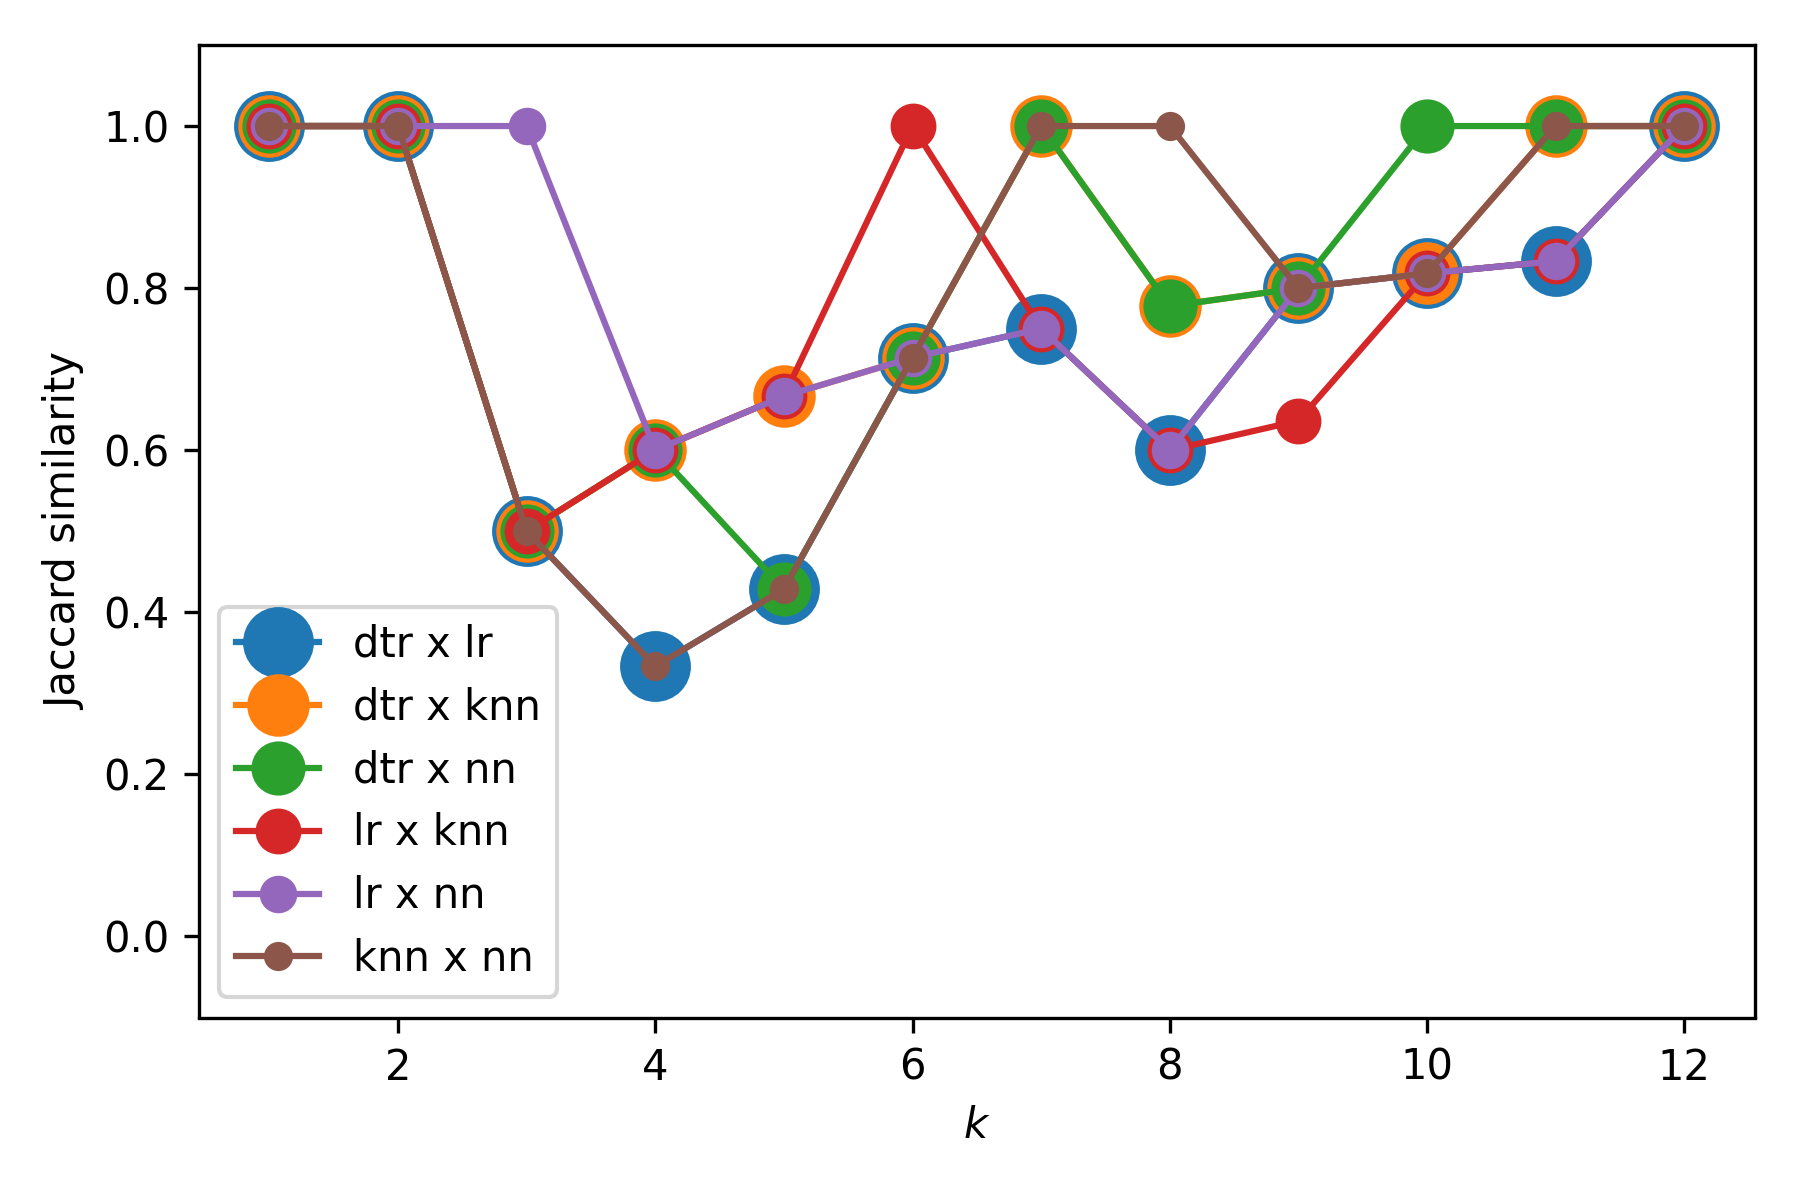 1.0
0.8
0.6
0.4
0.2
0.0
Jaccard similarity
dtr x lr
dtr x knn
dtr x nn
lr x knn
lr x nn
knn x nn
2 4 6 8 10 12
k